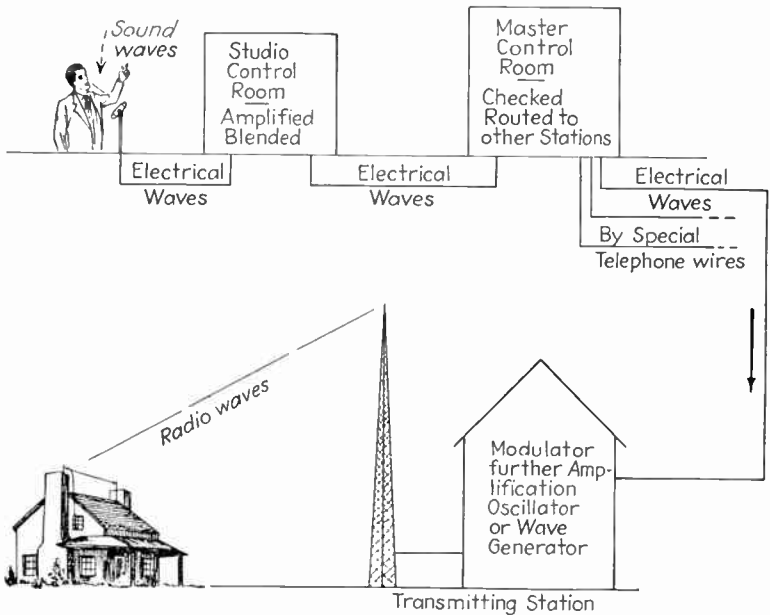 Sound
waves
Studio
Control
Room
Amplified
Blended
Master
Control
Room
Checked
Routed to
other Stations
Electrical
Waves
Electrical
Waves
Electrical
Waves
By Special
Telephone wires
Radio waves
Modulator
further Amp-
lification
Oscillator
or Wave
Generator
Transmitting Station